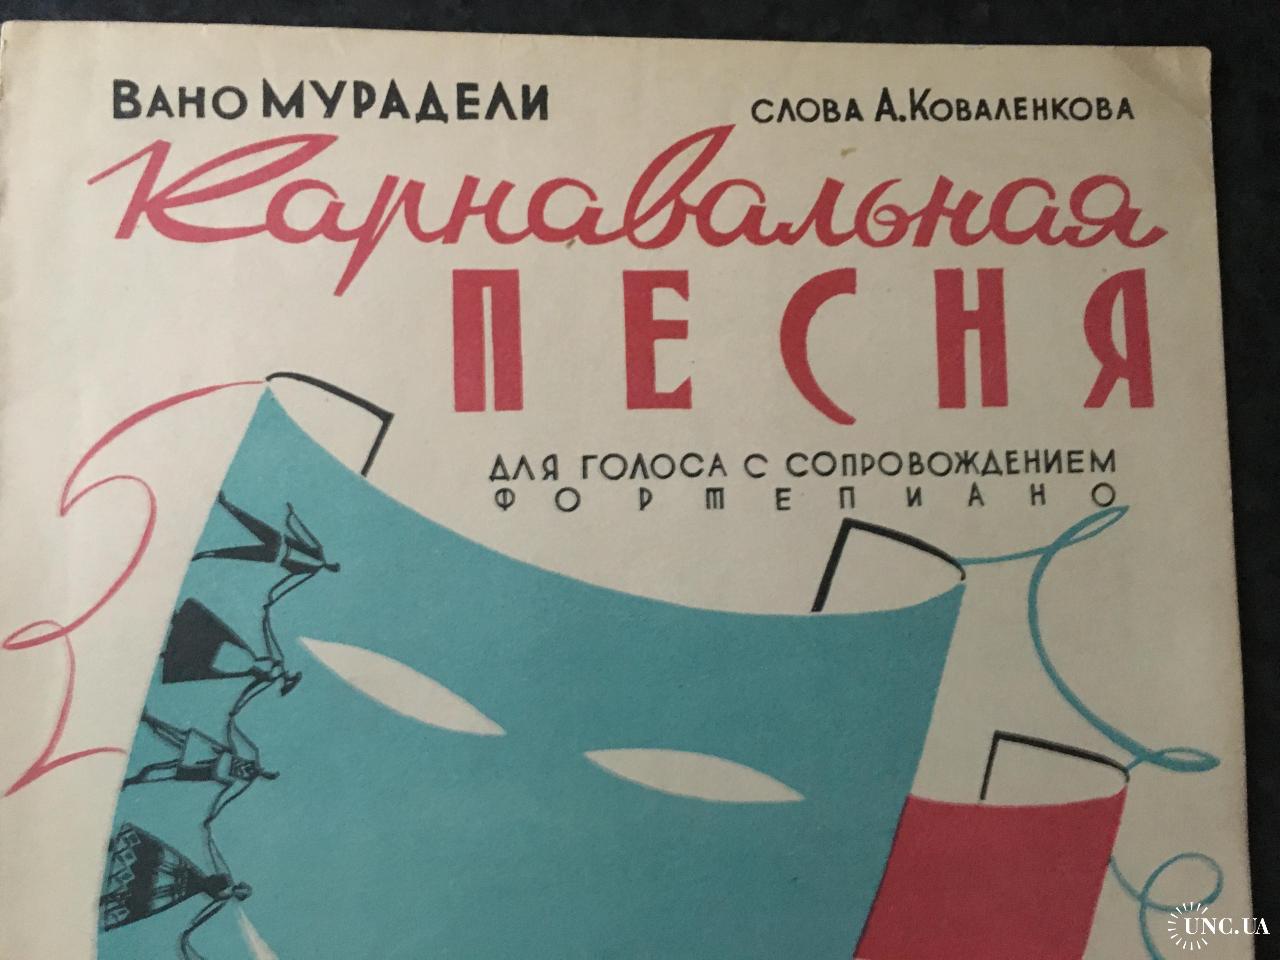 Вано МУРАДЕЛИ
СЛОВА А. КОВАЛЕНКОВА
Карнавальная
ПЕСНЯ
ДЛЯ ГОЛОСА С СОПРОВОЖДЕНИЕМ
ФОРТЕПИАНО
UNC.UA